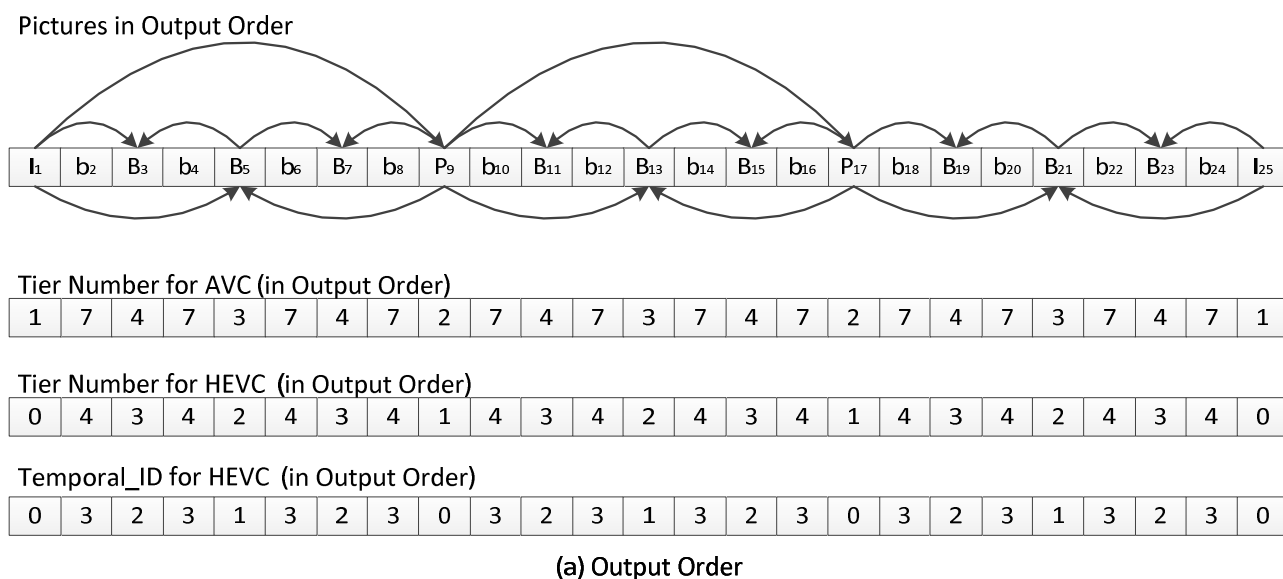 Pictures in Output Order
I₁ b₂ B₃ b₄ B₅ b₆ B₇ b₈ P₉ b₁₀ B₁₁ b₁₂ B₁₃ b₁₄ B₁₅ b₁₆ P₁₇ b₁₈ B₁₉ b₂₀ B₂₁ b₂₂ B₂₃ b₂₄ I₂₅
Tier Number for AVC (in Output Order)
1 7 4 7 3 7 4 7 2 7 4 7 3 7 4 7 2 7 4 7 3 7 4 7 1
Tier Number for HEVC (in Output Order)
0 4 3 4 2 4 3 4 1 4 3 4 2 4 3 4 1 4 3 4 2 4 3 4 0
Temporal_ID for HEVC (in Output Order)
0 3 2 3 1 3 2 3 0 3 2 3 1 3 2 3 0 3 2 3 1 3 2 3 0
(a) Output Order